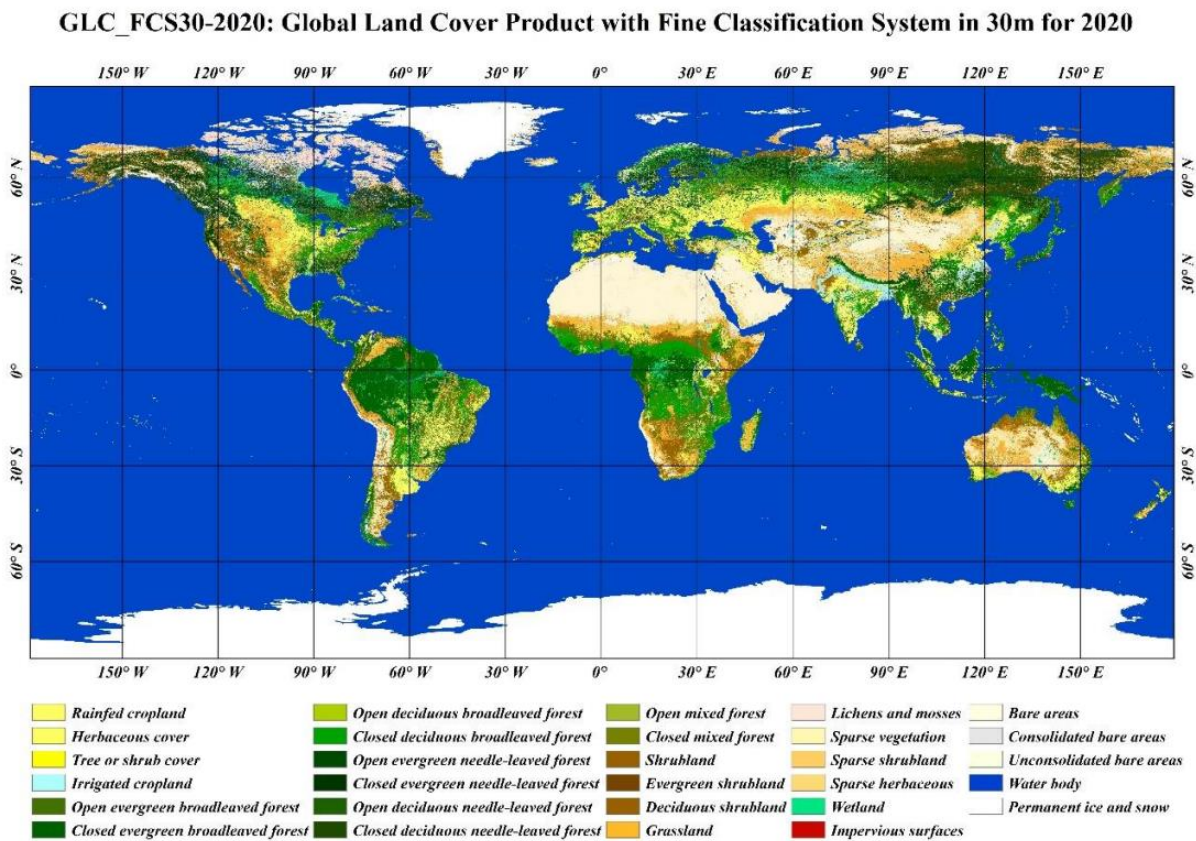 GLC_FCS30-2020: Global Land Cover Product with Fine Classification System in 30m for 2020
150° W 120° W 90° W 60° W 30° W 0° 30° E 60° E 90° E 120° E 150° E
60° N 60° N
30° N 30° N
0° 0°
30° S 30° S
60° S 60° S
150° W 120° W 90° W 60° W 30° W 0° 30° E 60° E 90° E 120° E 150° E
Rainfed cropland
Herbaceous cover
Tree or shrub cover
Irrigated cropland
Open evergreen broadleaved forest
Closed evergreen broadleaved forest
Open deciduous broadleaved forest
Closed deciduous broadleaved forest
Open evergreen needle-leaved forest
Closed evergreen needle-leaved forest
Open deciduous needle-leaved forest
Closed deciduous needle-leaved forest
Open mixed forest
Closed mixed forest
Shrubland
Evergreen shrubland
Deciduous shrubland
Grassland
Lichens and mosses
Sparse vegetation
Sparse shrubland
Sparse herbaceous
Wetland
Impervious surfaces
Bare areas
Consolidated bare areas
Unconsolidated bare areas
Water body
Permanent ice and snow